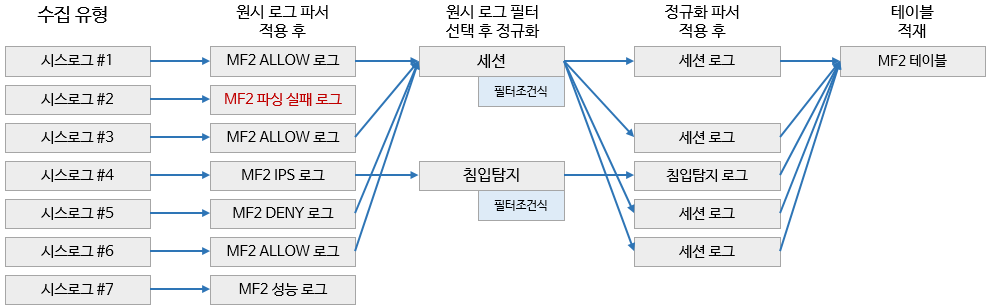 수집 유형
원시 로그 파서
적용 후
원시 로그 필터
선택 후 정규화
정규화 파서
적용 후
테이블
적재
시스로그 #1
MF2 ALLOW 로그
세션
세션 로그
MF2 테이블
필터조건식
시스로그 #2
MF2 파싱 실패 로그
시스로그 #3
MF2 ALLOW 로그
세션 로그
시스로그 #4
MF2 IPS 로그
침입탐지
침입탐지 로그
필터조건식
시스로그 #5
MF2 DENY 로그
세션 로그
시스로그 #6
MF2 ALLOW 로그
세션 로그
시스로그 #7
MF2 성능 로그